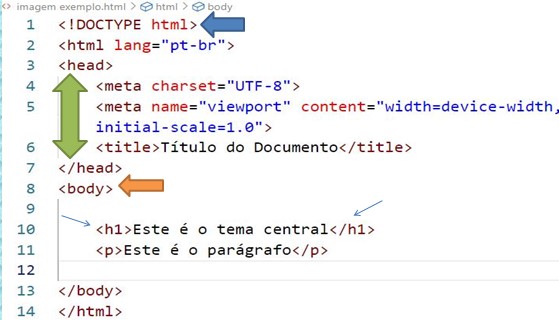 imagem exemplo.html > html > body
1 <!DOCTYPE html>
2 <html lang="pt-br">
3 <head>
4 <meta charset="UTF-8">
5 <meta name="viewport" content="width=device-width,
initial-scale=1.0">
6 <title>Título do Documento</title>
7 </head>
8 <body>
9
10 <h1>Este é o tema central</h1>
11 <p>Este é o parágrafo</p>
12
13 </body>
14 </html>